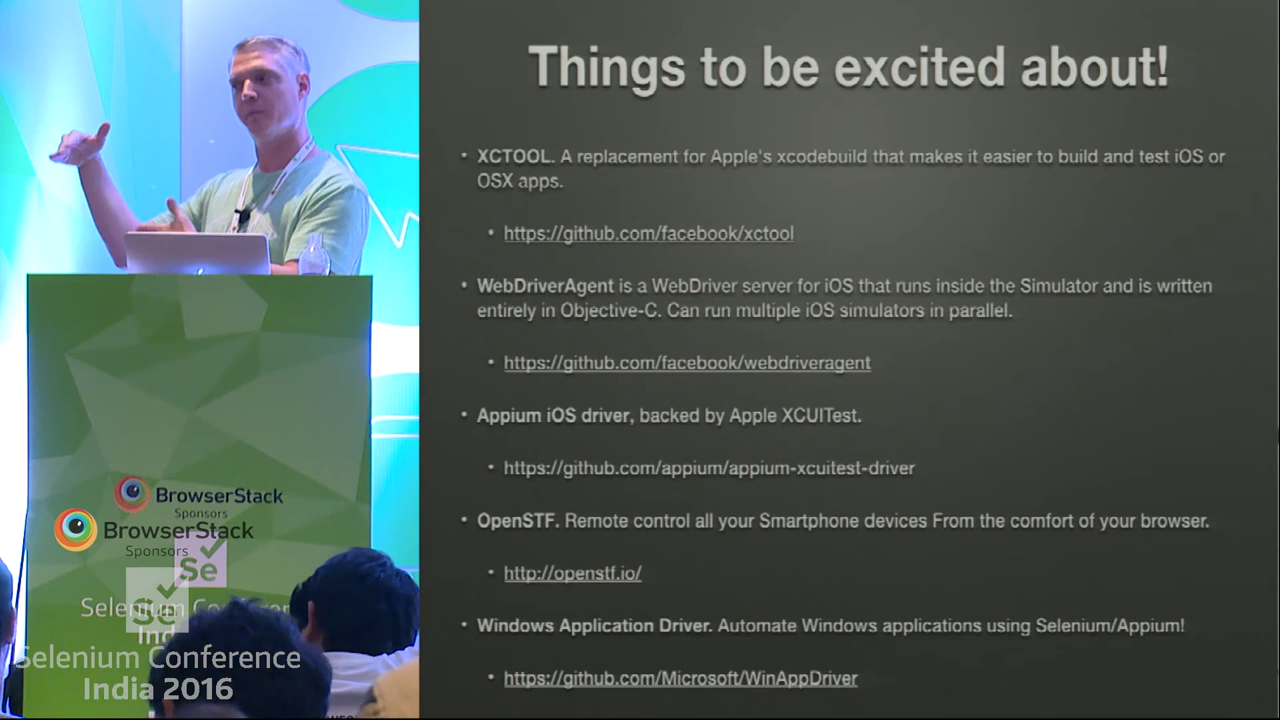 Things to be excited about!
• XCTOOL. A replacement for Apple's xcodebuild that makes it easier to build and test iOS or
OSX apps.
• https://github.com/facebook/xctool
• WebDriverAgent is a WebDriver server for iOS that runs inside the Simulator and is written
entirely in Objective-C. Can run multiple iOS simulators in parallel.
• https://github.com/facebook/webdriveragent
• Appium iOS driver, backed by Apple XCUITest.
• https://github.com/appium/appium-xcuitest-driver
• OpenSTF. Remote control all your Smartphone devices From the comfort of your browser.
• http://openstf.io/
• Windows Application Driver. Automate Windows applications using Selenium/Appium!
• https://github.com/Microsoft/WinAppDriver
BrowserStack
Sponsors
BrowserStack
Sponsors
Se
Se
Selenium Conferen
Ind
Selenium Conference
India 2016